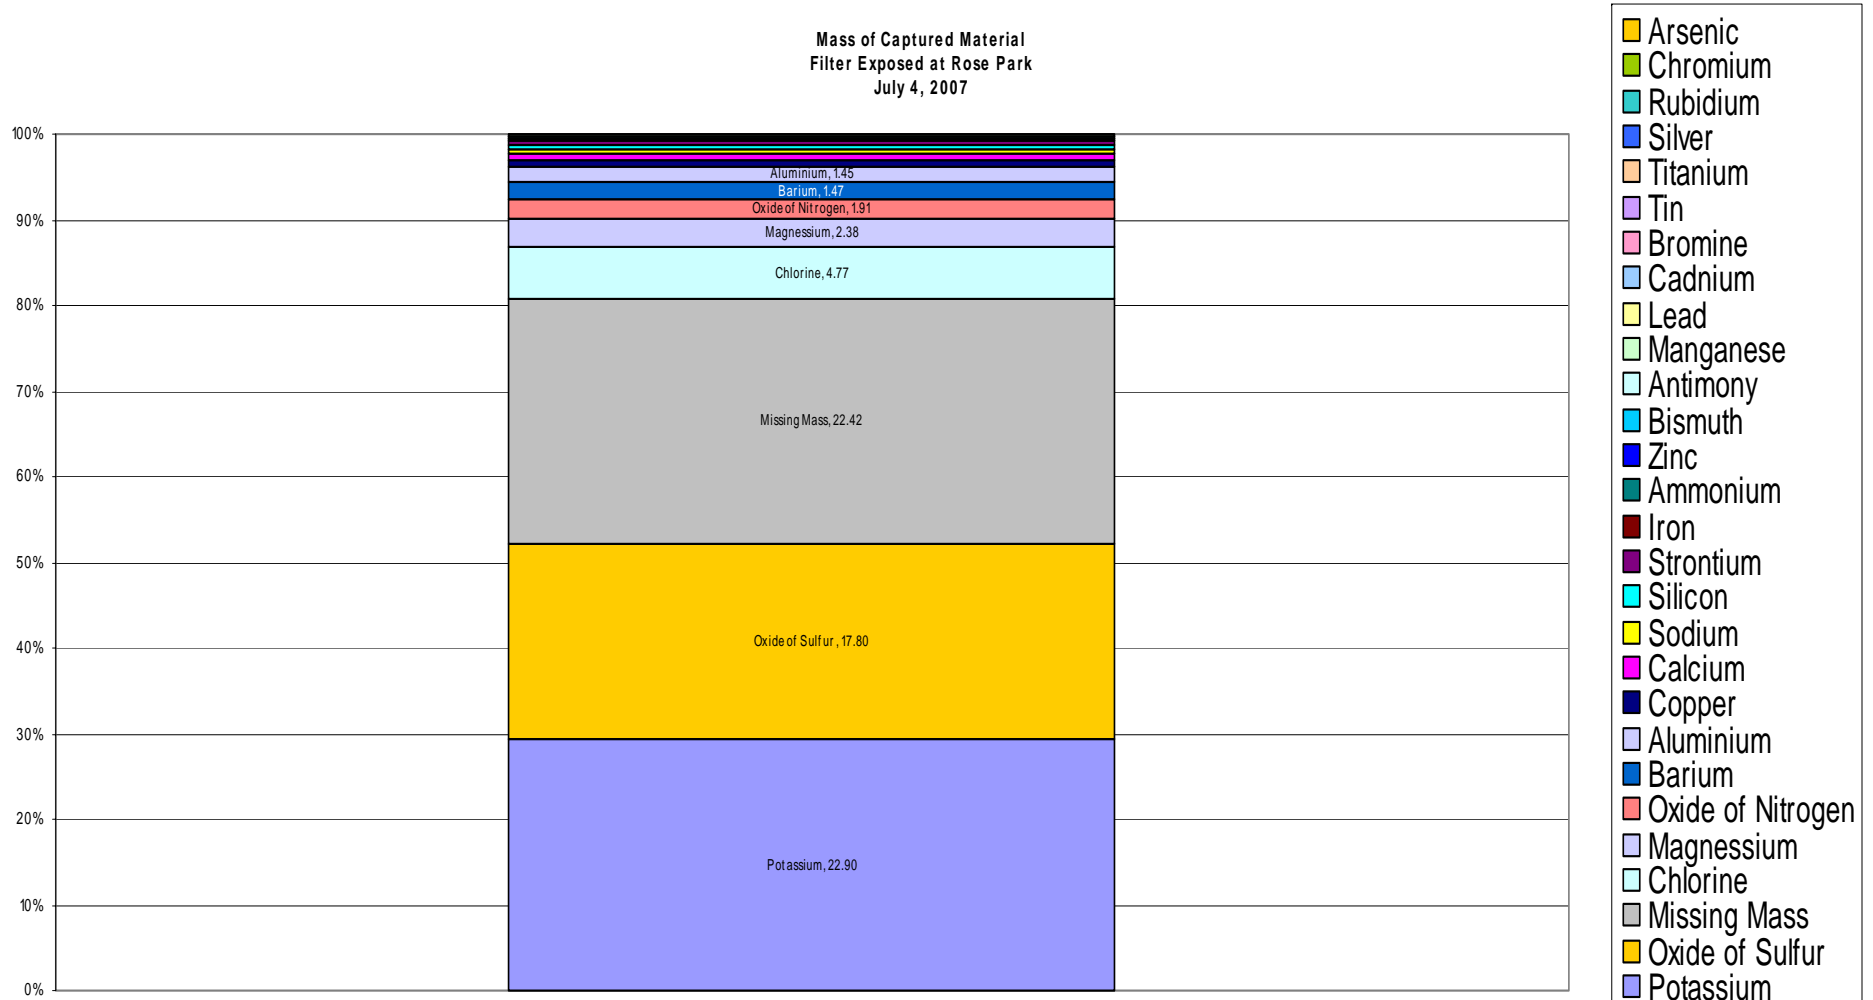 Mass of Captured Material
Filter Exposed at Rose Park
July 4, 2007
100%
90%
80%
70%
60%
50%
40%
30%
20%
10%
0%
Aluminium, 1.45
Barium, 1.47
Oxide of Nitrogen, 1.91
Magnessium, 2.38
Chlorine, 4.77
Missing Mass, 22.42
Oxide of Sulfur , 17.80
Potassium, 22.90
Arsenic
Chromium
Rubidium
Silver
Titanium
Tin
Bromine
Cadnium
Lead
Manganese
Antimony
Bismuth
Zinc
Ammonium
Iron
Strontium
Silicon
Sodium
Calcium
Copper
Aluminium
Barium
Oxide of Nitrogen
Magnessium
Chlorine
Missing Mass
Oxide of Sulfur
Potassium